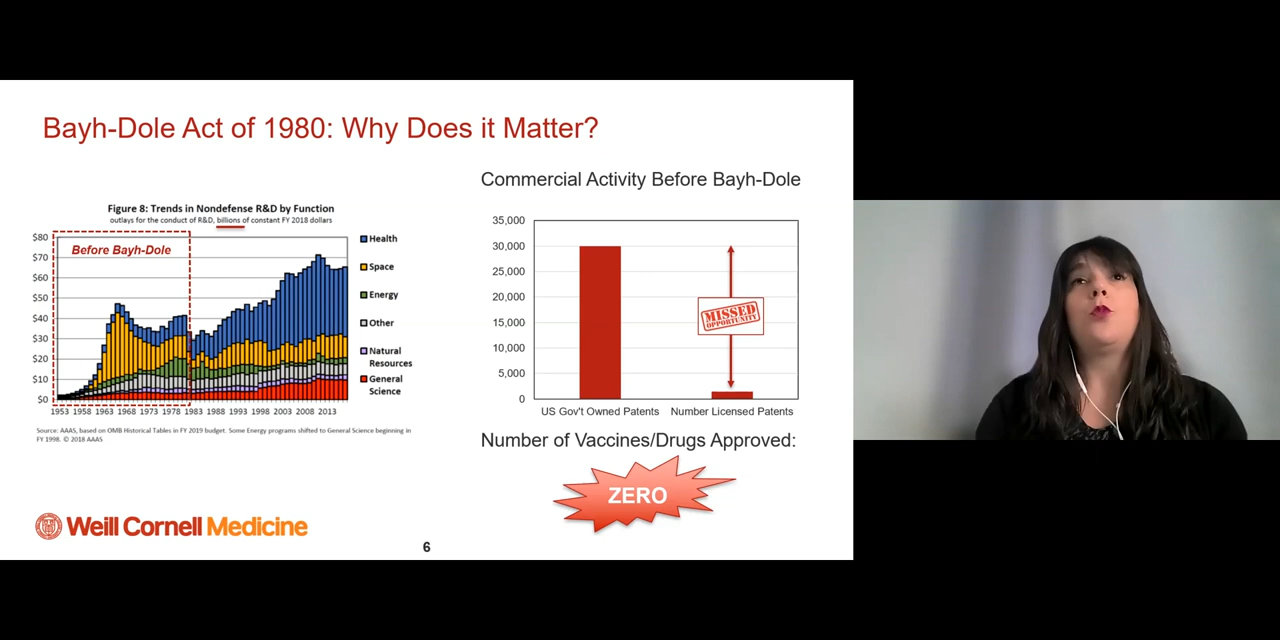 Bayh-Dole Act of 1980: Why Does it Matter?
Figure 8: Trends in Nondefense R&D by Function
outlays for the conduct of R&D, billions of constant FY 2018 dollars
$80
$70
$60
$50
$40
$30
$20
$10
$0
Before Bayh-Dole
1953 1958 1963 1968 1973 1978 1983 1988 1993 1998 2003 2008 2013
Health
Space
Energy
Other
Natural
Resources
General
Science
Source: AAAS, based on OMB Historical Tables in FY 2019 budget. Some Energy programs shifted to General Science beginning in
FY 1998. © 2018 AAAS
Commercial Activity Before Bayh-Dole
35,000
30,000
25,000
20,000
15,000
10,000
5,000
0
MISSED
OPPORTUNITY
US Gov't Owned Patents
Number Licensed Patents
Number of Vaccines/Drugs Approved:
ZERO
Weill Cornell Medicine
6